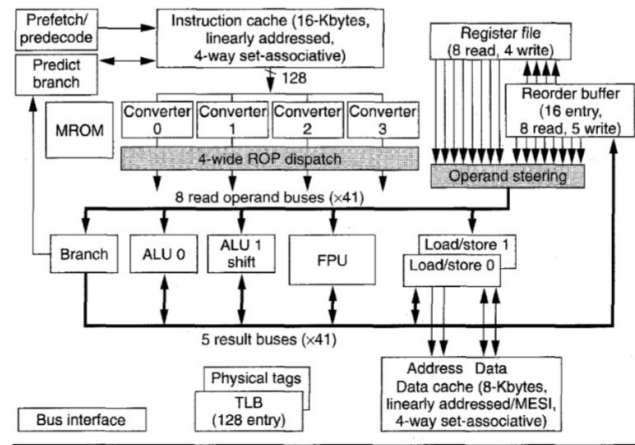 Prefetch/
predecode
Instruction cache (16-Kbytes,
linearly addressed,
4-way set-associative)
Register file
(8 read, 4 write)
Predict
branch
128
Reorder buffer
(16 entry,
8 read, 5 write)
MROM
Converter
0
Converter
1
Converter
2
Converter
3
4-wide ROP dispatch
Operand steering
8 read operand buses (×41)
Branch
ALU 0
ALU 1
shift
FPU
Load/store 1
Load/store 0
5 result buses (×41)
Physical tags
TLB
(128 entry)
Address Data
Data cache (8-Kbytes,
linearly addressed/MESI,
4-way set-associative)
Bus interface